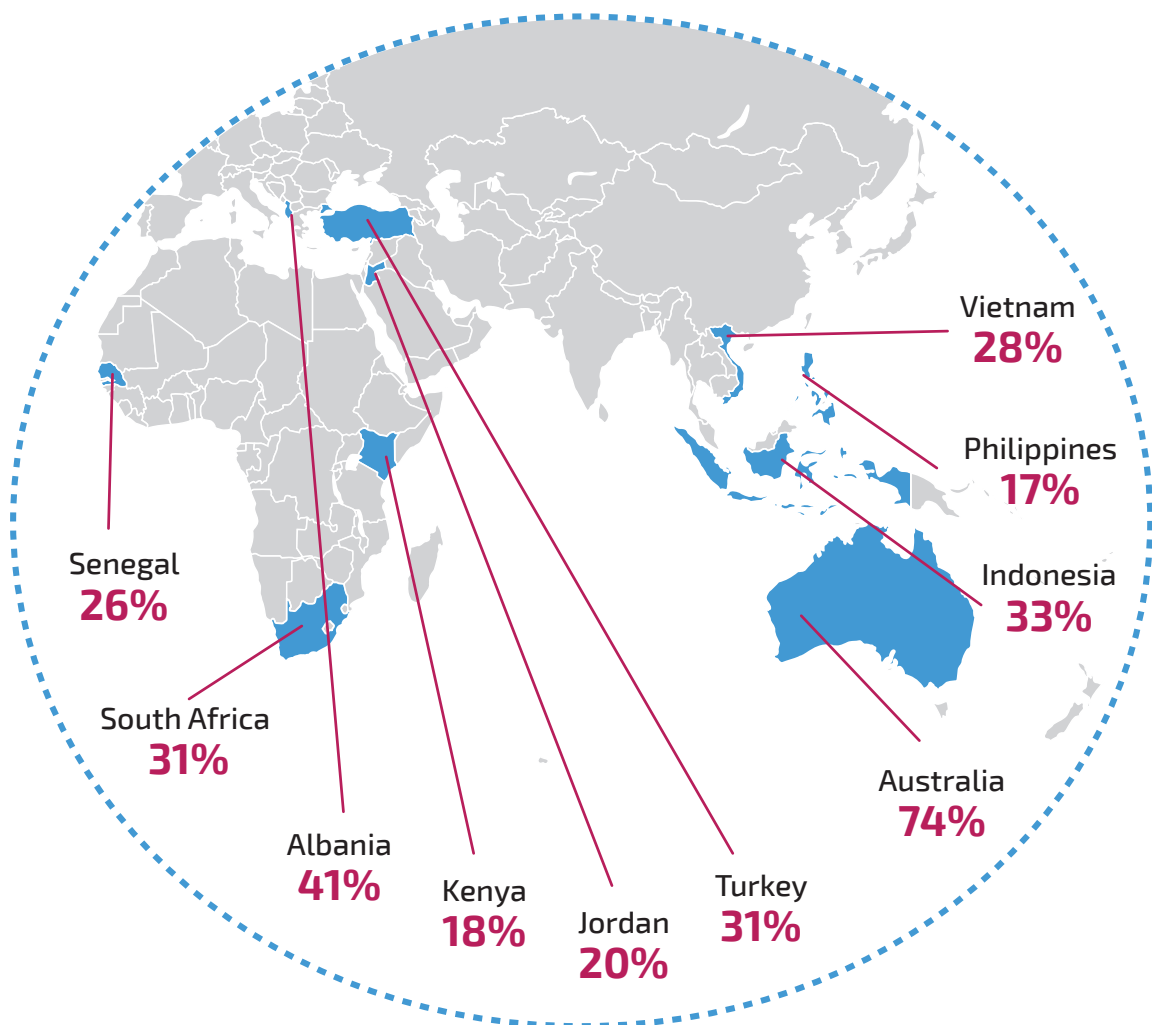 Vietnam
28%
Philippines
17%
Indonesia
33%
Senegal
26%
South Africa
31%
Australia
74%
Albania
41%
Kenya
18%
Jordan
20%
Turkey
31%